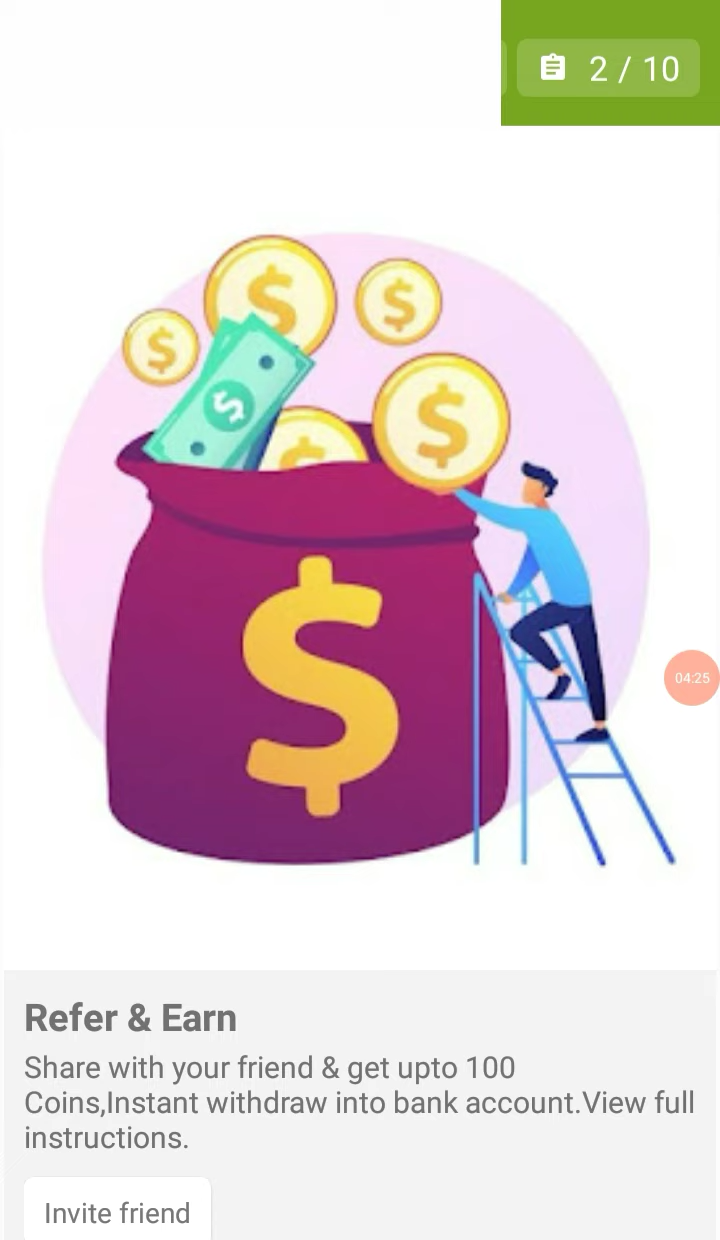 2 / 10
$
$
$
$
$
$
04:25
Refer & Earn
Share with your friend & get upto 100
Coins,Instant withdraw into bank account.View full
instructions.
Invite friend